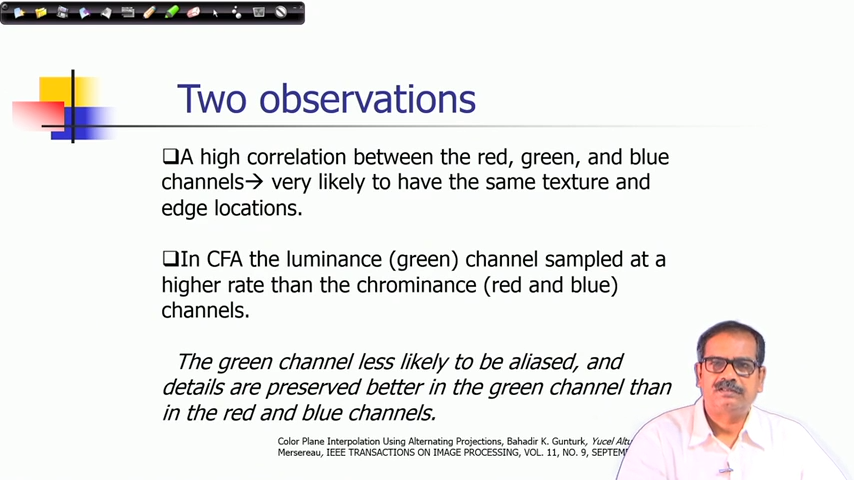 Two observations
❑A high correlation between the red, green, and blue
channels→ very likely to have the same texture and
edge locations.
❑In CFA the luminance (green) channel sampled at a
higher rate than the chrominance (red and blue)
channels.
The green channel less likely to be aliased, and
details are preserved better in the green channel than
in the red and blue channels.
Color Plane Interpolation Using Alternating Projections, Bahadir K. Gunturk, Yucel
Mersereau, IEEE TRANSACTIONS ON IMAGE PROCESSING, VOL. 11, NO. 9,